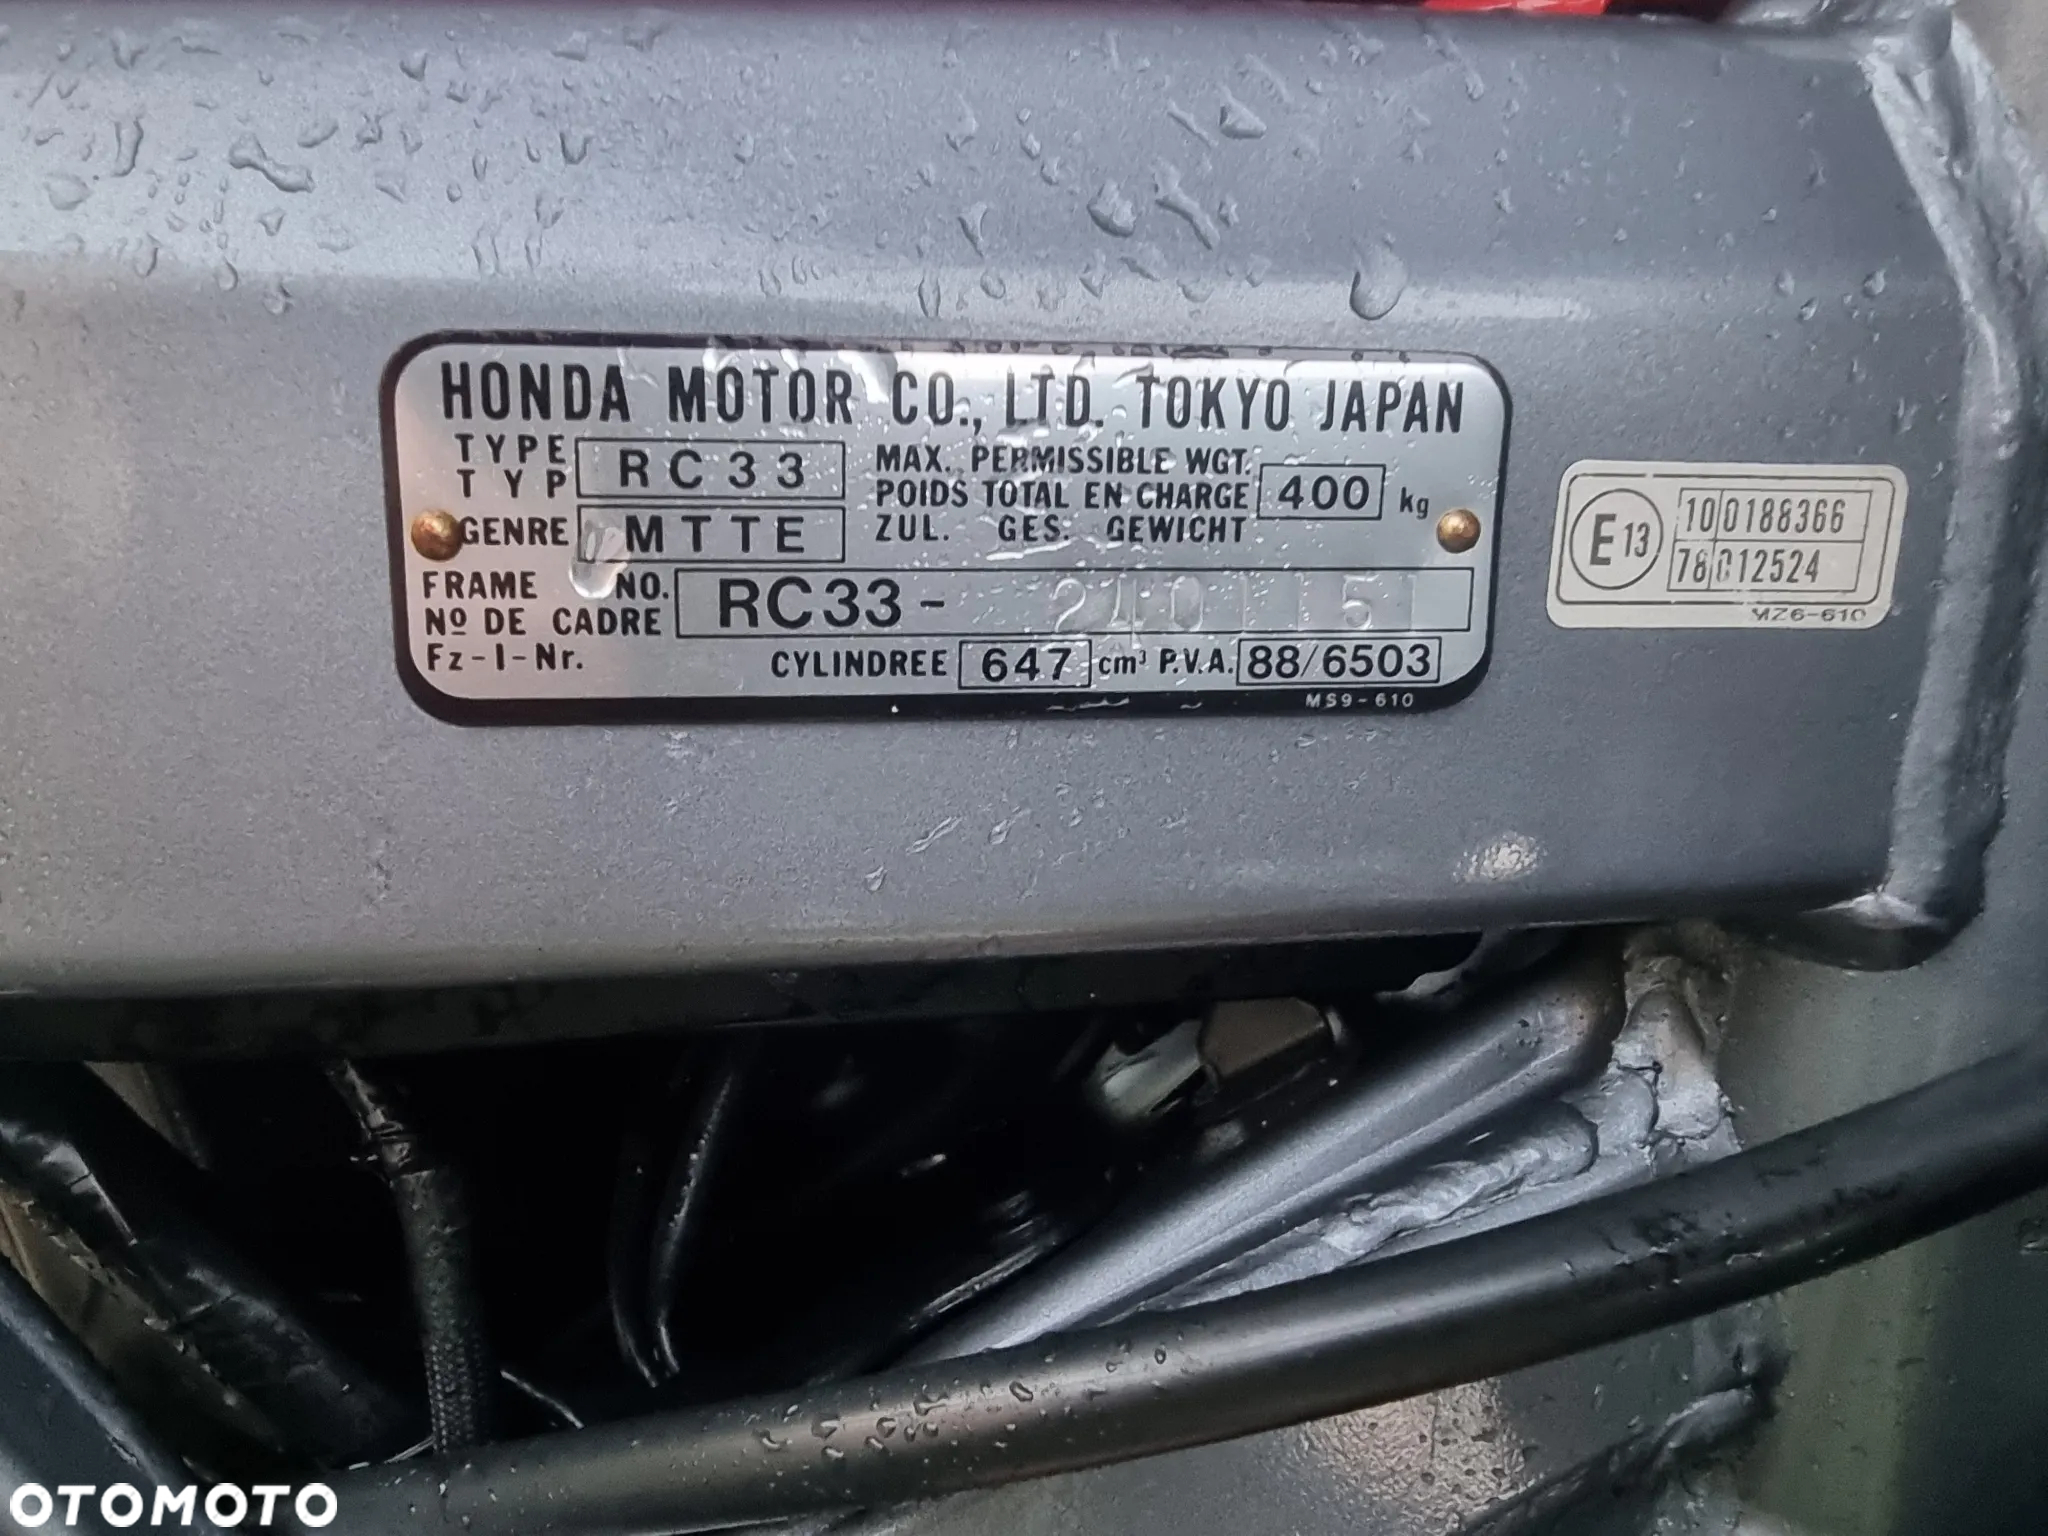 HONDA MOTOR CO., LTD. TOKYO JAPAN
TYPE
TYP
RC33
MAX. PERMISSIBLE WGT.
POIDS TOTAL EN CHARGE
ZUL. GES. GEWICHT
400 kg
GENRE MTTE
FRAME NO.
Nº DE CADRE
Fz-I-Nr.
RC33-
CYLINDREE 647 cm³ P.V.A. 88/6503
MS9-610
E13
10 0188366
78 012524
MZ6-610
OTOMOTO